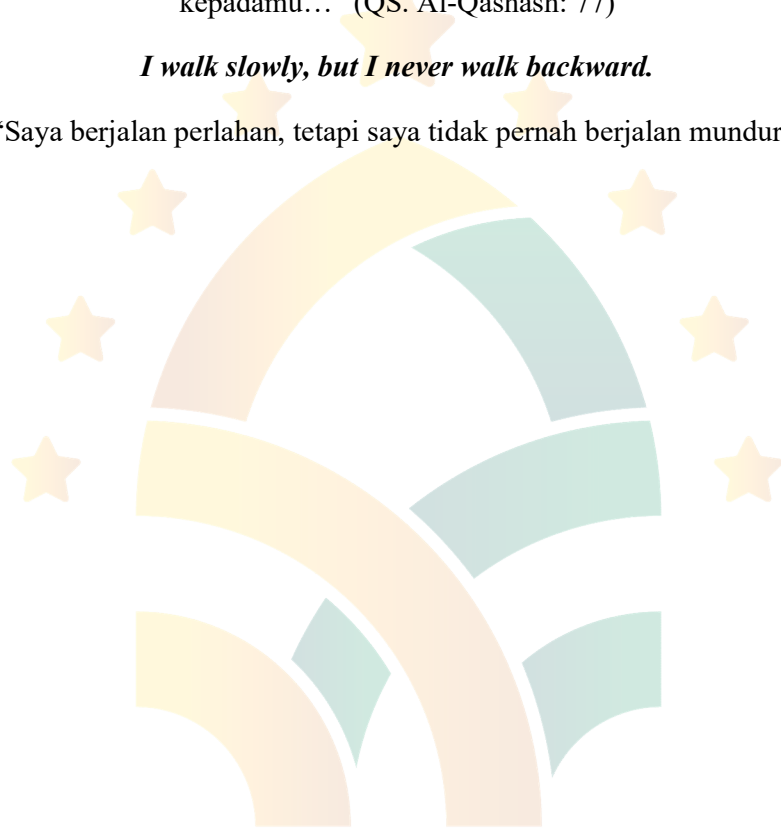 kepadamu…” (QS. Al-Qashash: 77)
I walk slowly, but I never walk backward.
“Saya berjalan perlahan, tetapi saya tidak pernah berjalan mundur